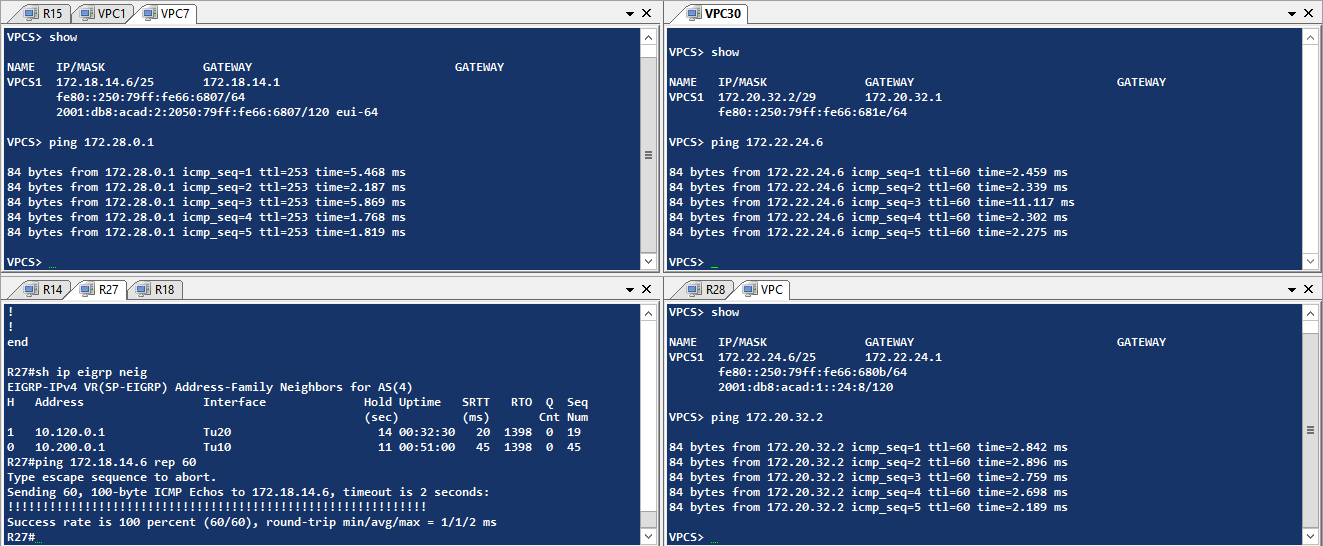 R15 VPC1 VPC7
VPCS> show
NAME   IP/MASK              GATEWAY                             GATEWAY
VPCS1  172.18.14.6/25       172.18.14.1
fe80::250:79ff:fe66:6807/64
2001:db8:acad:2:2050:79ff:fe66:6807/120 eui-64
VPCS> ping 172.28.0.1
84 bytes from 172.28.0.1 icmp_seq=1 ttl=253 time=5.468 ms
84 bytes from 172.28.0.1 icmp_seq=2 ttl=253 time=2.187 ms
84 bytes from 172.28.0.1 icmp_seq=3 ttl=253 time=5.869 ms
84 bytes from 172.28.0.1 icmp_seq=4 ttl=253 time=1.768 ms
84 bytes from 172.28.0.1 icmp_seq=5 ttl=253 time=1.819 ms
VPCS>
VPC30
VPCS> show
NAME   IP/MASK              GATEWAY                             GATEWAY
VPCS1  172.20.32.2/29       172.20.32.1
fe80::250:79ff:fe66:681e/64
VPCS> ping 172.22.24.6
84 bytes from 172.22.24.6 icmp_seq=1 ttl=60 time=2.459 ms
84 bytes from 172.22.24.6 icmp_seq=2 ttl=60 time=2.339 ms
84 bytes from 172.22.24.6 icmp_seq=3 ttl=60 time=11.117 ms
84 bytes from 172.22.24.6 icmp_seq=4 ttl=60 time=2.302 ms
84 bytes from 172.22.24.6 icmp_seq=5 ttl=60 time=2.275 ms
VPCS> _
R14 R27 R18
!
!
end
R27#sh ip eigrp neig
EIGRP-IPv4 VR(SP-EIGRP) Address-Family Neighbors for AS(4)
H   Address                 Interface              Hold Uptime   SRTT   RTO  Q  Seq
(sec)         (ms)       Cnt Num
1   10.120.0.1              Tu20                     14 00:32:30   20  1398  0  19
0   10.200.0.1              Tu10                     11 00:51:00   45  1398  0  45
R27#ping 172.18.14.6 rep 60
Type escape sequence to abort.
Sending 60, 100-byte ICMP Echos to 172.18.14.6, timeout is 2 seconds:
!!!!!!!!!!!!!!!!!!!!!!!!!!!!!!!!!!!!!!!!!!!!!!!!!!!!!!!!!!!!
Success rate is 100 percent (60/60), round-trip min/avg/max = 1/1/2 ms
R27#
R28 VPC
VPCS> show
NAME   IP/MASK              GATEWAY                             GATEWAY
VPCS1  172.22.24.6/25       172.22.24.1
fe80::250:79ff:fe66:680b/64
2001:db8:acad:1::24:8/120
VPCS> ping 172.20.32.2
84 bytes from 172.20.32.2 icmp_seq=1 ttl=60 time=2.842 ms
84 bytes from 172.20.32.2 icmp_seq=2 ttl=60 time=2.896 ms
84 bytes from 172.20.32.2 icmp_seq=3 ttl=60 time=2.759 ms
84 bytes from 172.20.32.2 icmp_seq=4 ttl=60 time=2.698 ms
84 bytes from 172.20.32.2 icmp_seq=5 ttl=60 time=2.189 ms
VPCS>